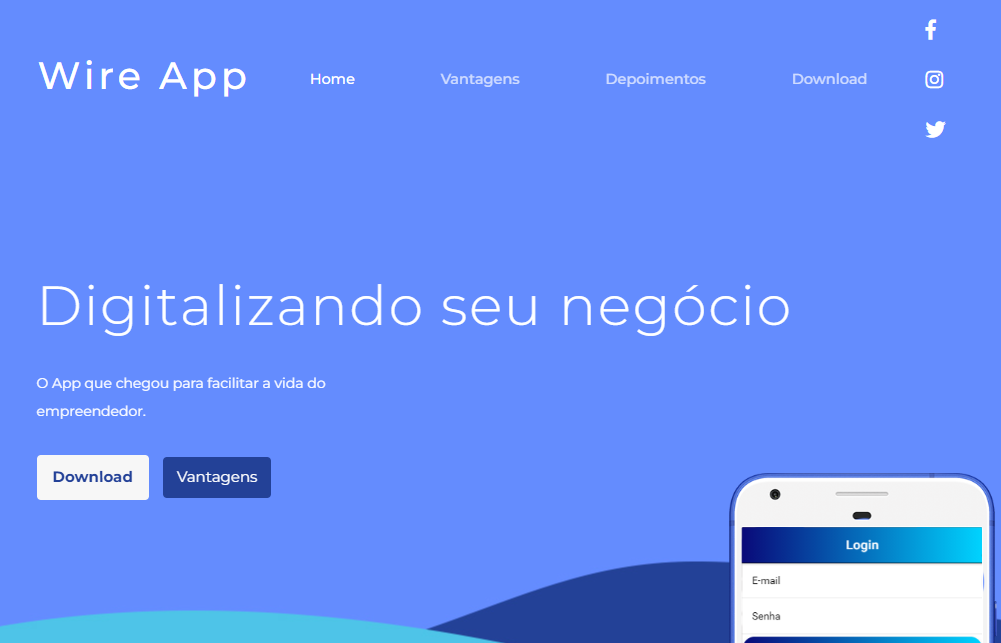 Wire App
Home
Vantagens
Depoimentos
Download
Digitalizando seu negócio
O App que chegou para facilitar a vida do
empreendedor.
Download
Vantagens
Login
E-mail
Senha